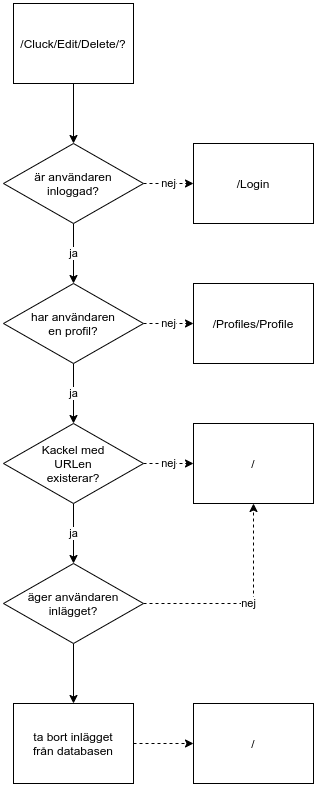 /Cluck/Edit/Delete/?
är användaren
inloggad?
nej
/Login
ja
har användaren
en profil?
nej
/Profiles/Profile
ja
Kackel med
URLen
existerar?
nej
/
ja
äger användaren
inlägget?
nej
ta bort inlägget
från databasen
/